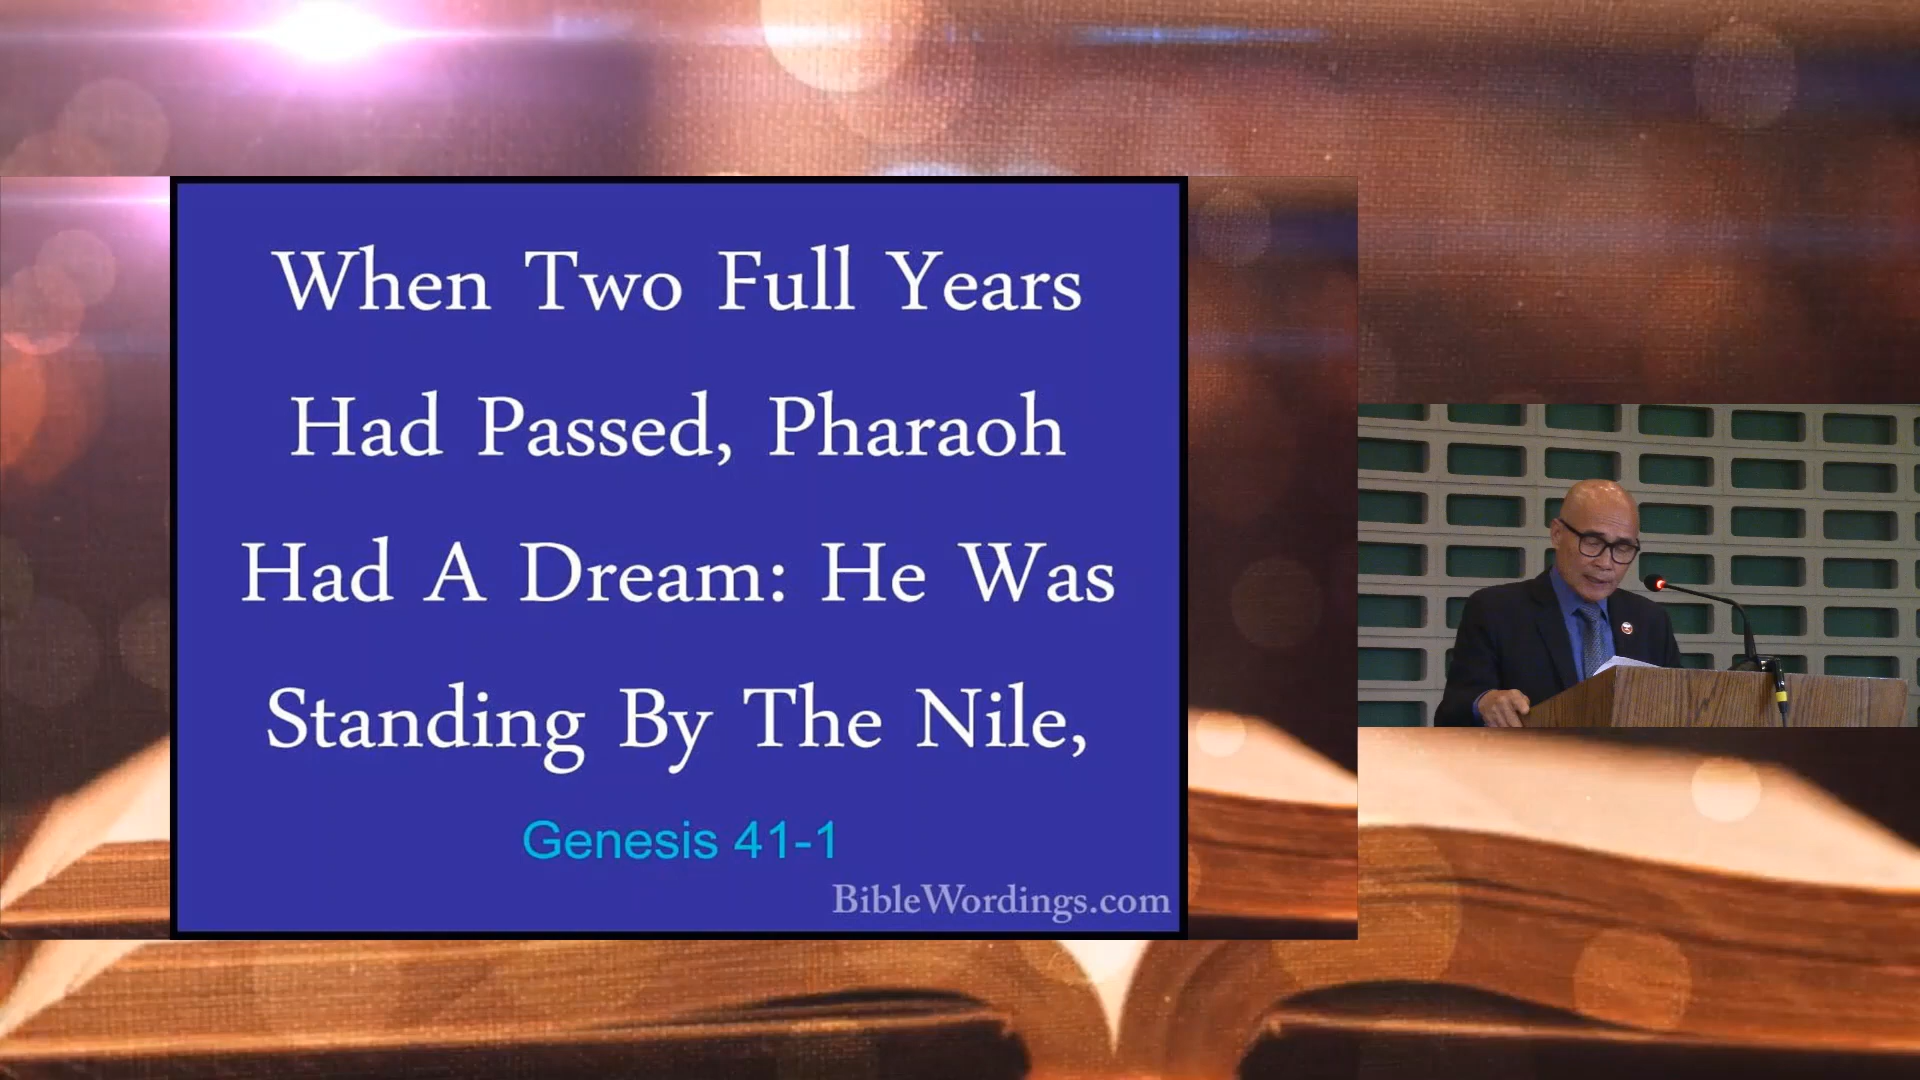 When Two Full Years
Had Passed, Pharaoh
Had A Dream: He Was
Standing By The Nile,
Genesis 41-1
BibleWordings.com